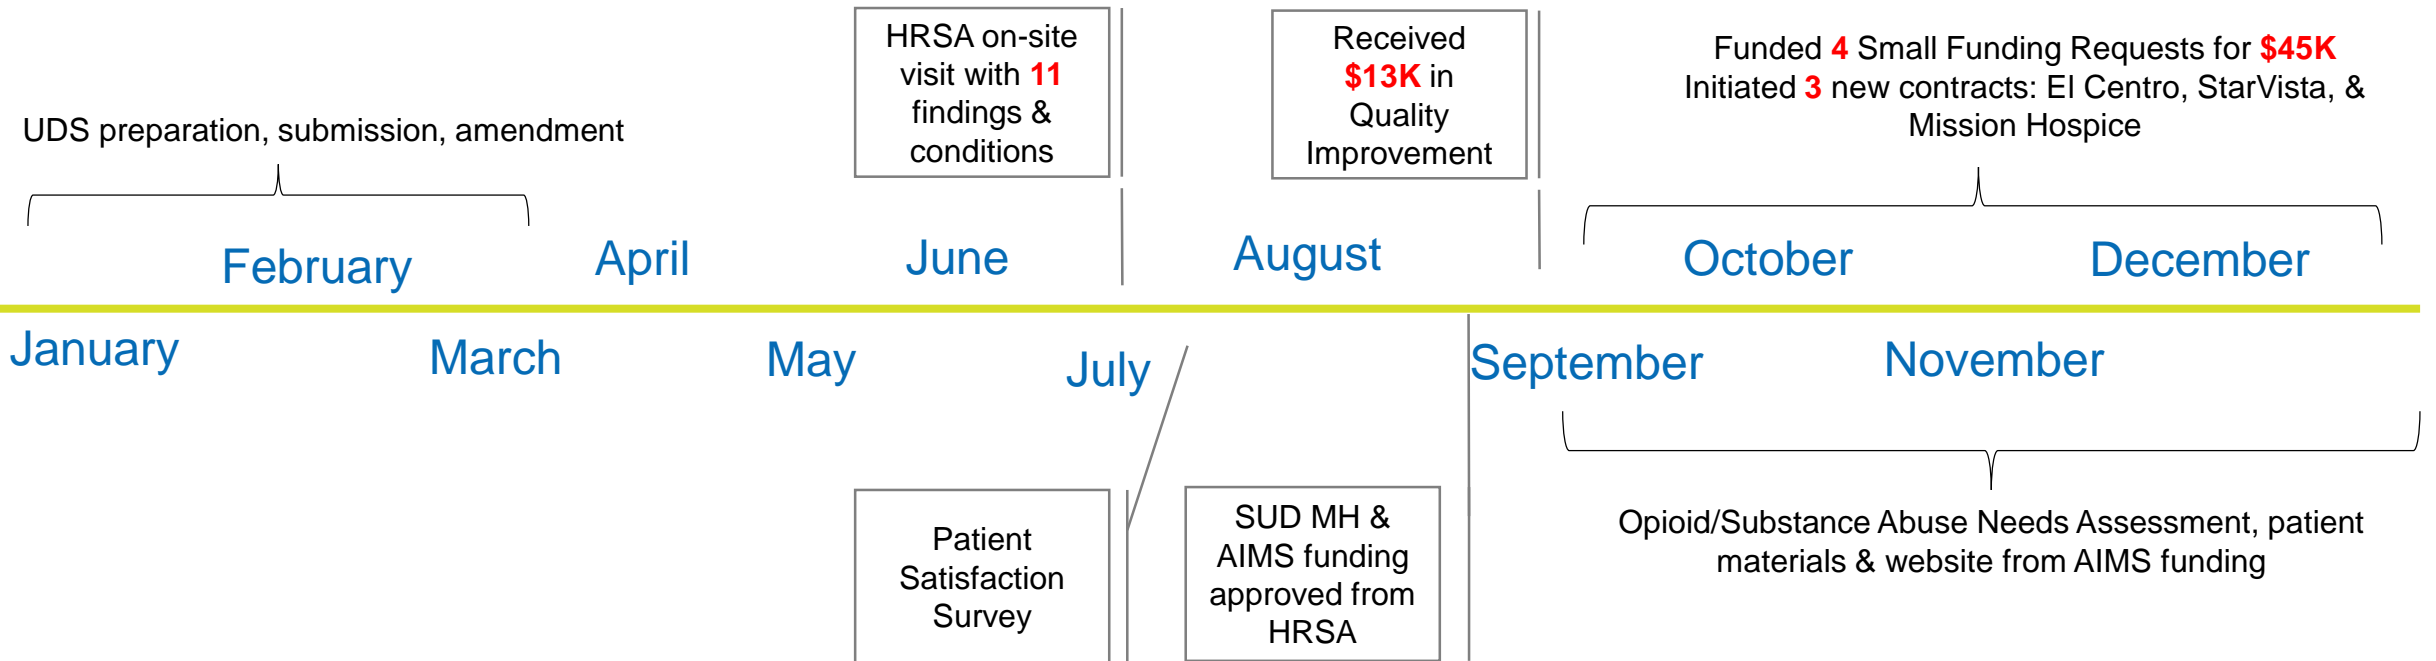 HRSA on-site
visit with 11
findings &
conditions
Received
$13K in
Quality
Improvement
Funded 4 Small Funding Requests for $45K
Initiated 3 new contracts: El Centro, StarVista, &
Mission Hospice
UDS preparation, submission, amendment
February
April
June
August
October
December
January
March
May
July
September
November
Patient
Satisfaction
Survey
SUD MH &
AIMS funding
approved from
HRSA
Opioid/Substance Abuse Needs Assessment, patient
materials & website from AIMS funding